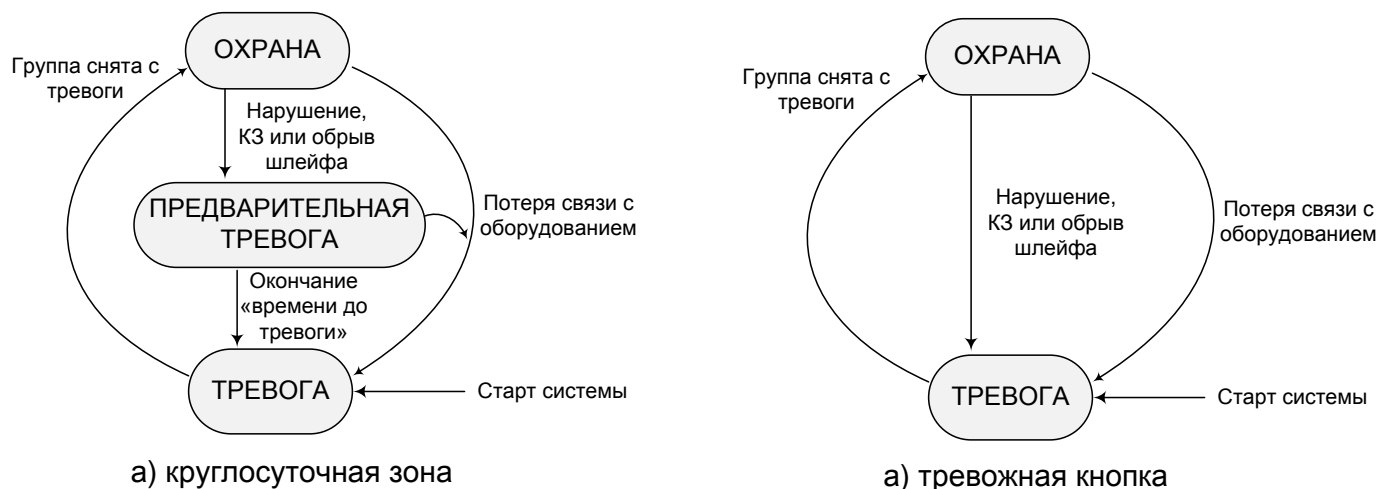 ОХРАНА
Группа снята с
тревоги
Нарушение,
КЗ или обрыв
шлейфа
ПРЕДВАРИТЕЛЬНАЯ
ТРЕВОГА
Потеря связи с
оборудованием
Окончание
«времени до
тревоги»
ТРЕВОГА
Старт системы
а) круглосуточная зона
ОХРАНА
Группа снята с
тревоги
Нарушение,
КЗ или обрыв
шлейфа
Потеря связи с
оборудованием
ТРЕВОГА
Старт системы
а) тревожная кнопка